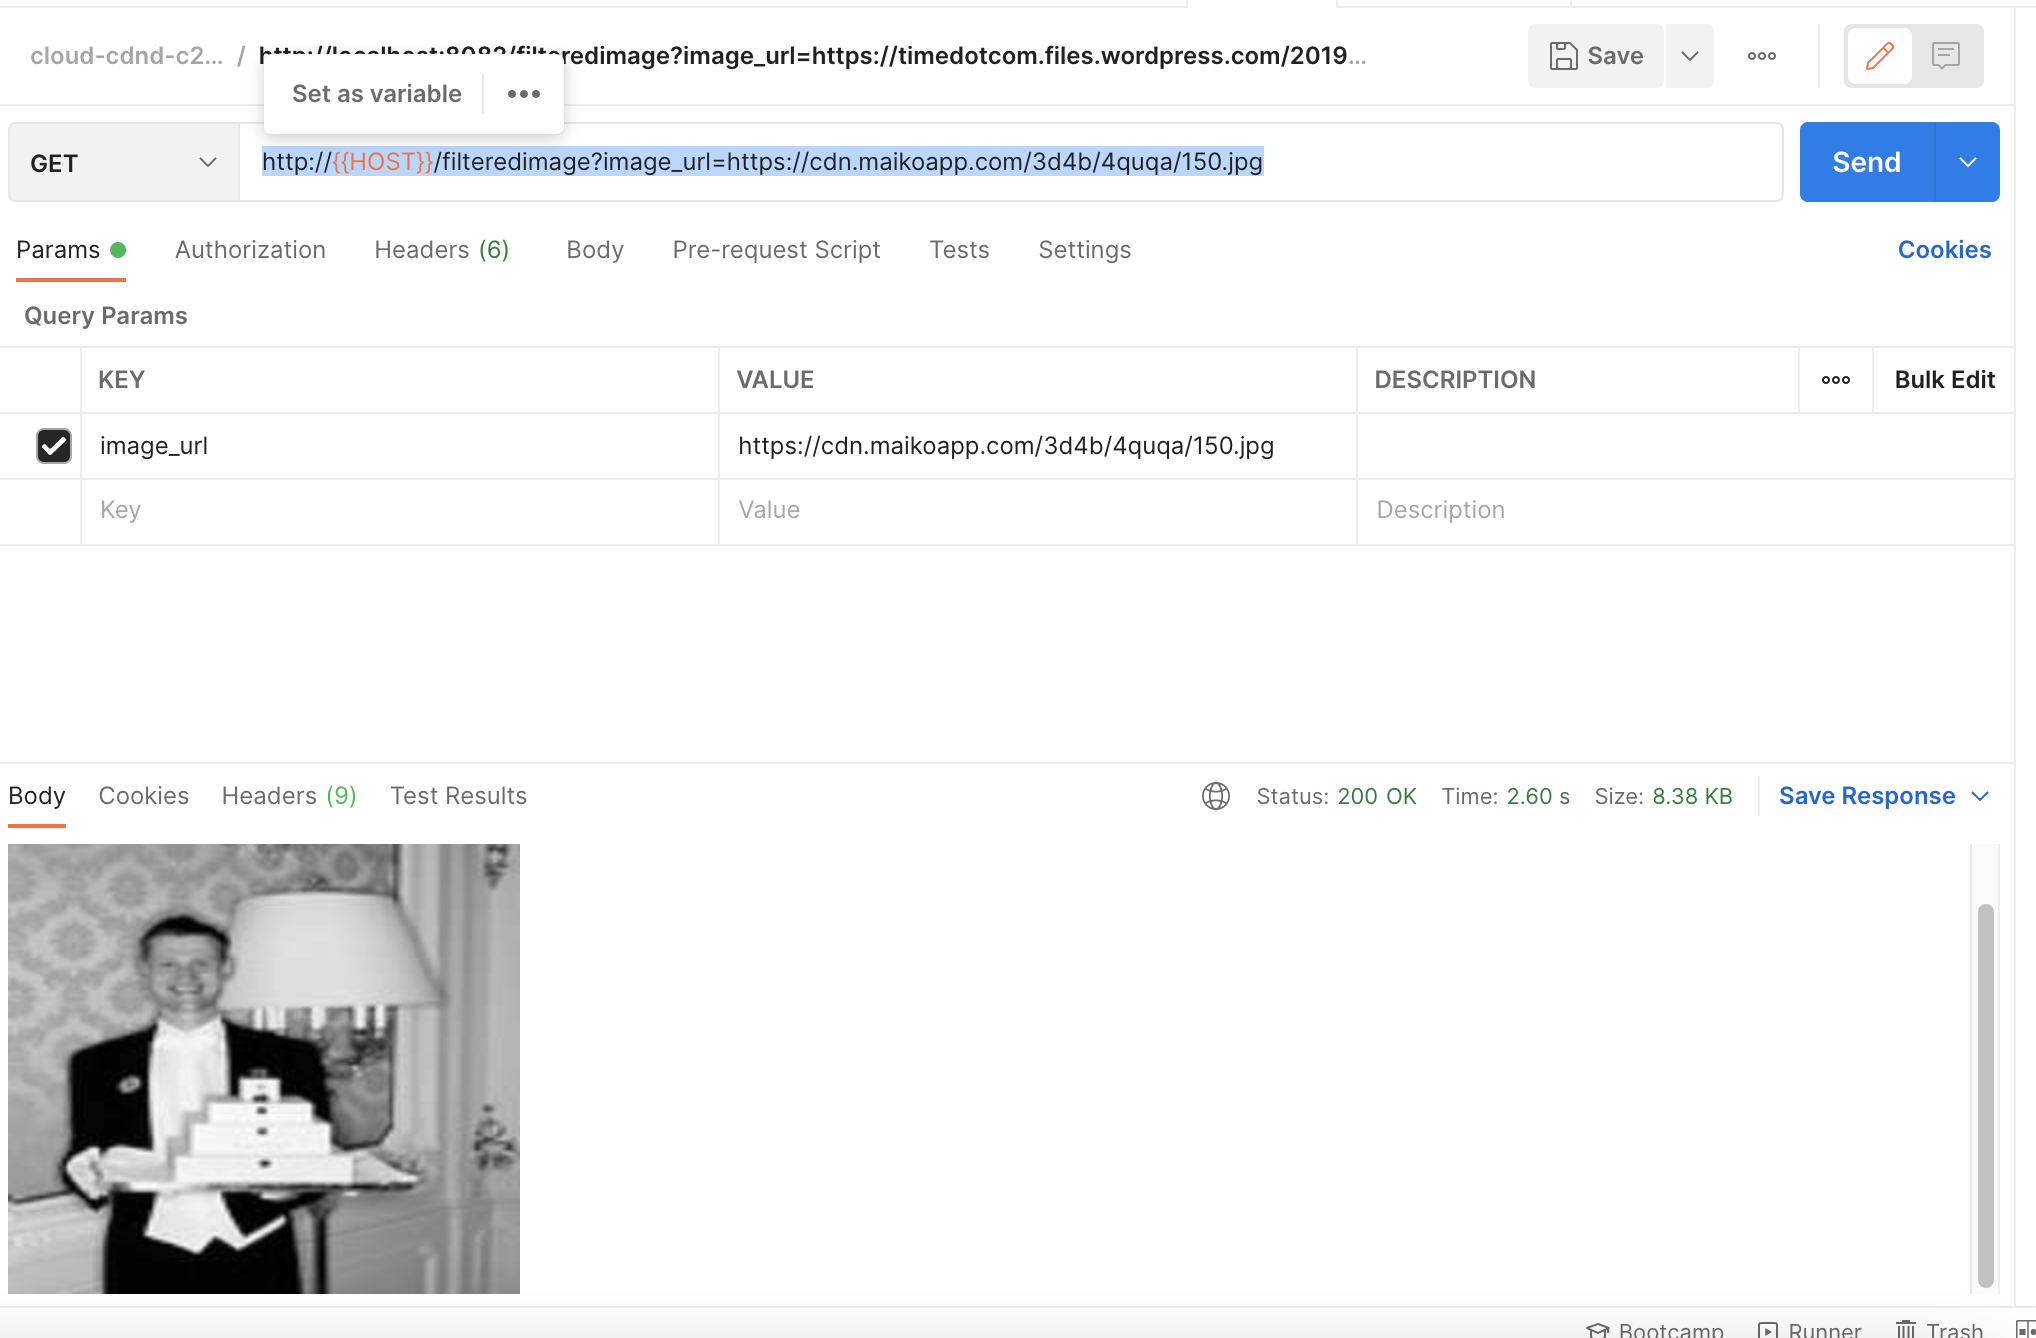 cloud-cdnd-c2... / http://localhost:8082/filteredimage?image_url=https://timedotcom.files.wordpress.com/2019...
Save
Set as variable
GET
http://{{HOST}}/filteredimage?image_url=https://cdn.maikoapp.com/3d4b/4quqa/150.jpg
Send
Params Authorization Headers (6) Body Pre-request Script Tests Settings Cookies
Query Params
KEY VALUE DESCRIPTION Bulk Edit
image_url https://cdn.maikoapp.com/3d4b/4quqa/150.jpg
Key Value Description
Body Cookies Headers (9) Test Results Status: 200 OK Time: 2.60 s Size: 8.38 KB Save Response
Bootcamp Runner Trash